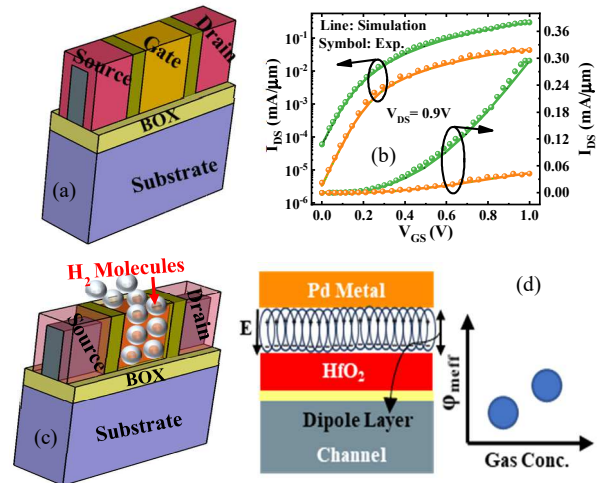 Source
Gate
Drain
BOX
(a)
Substrate
Line: Simulation
Symbol: Exp.
V_DS= 0.9V
(b)
I_DS (mA/μm)
10⁻¹
10⁻²
10⁻³
10⁻⁴
10⁻⁵
10⁻⁶
0.0 0.2 0.4 0.6 0.8 1.0
V_GS (V)
0.36
0.30
0.24
0.18
0.12
0.06
0.00
I_DS (mA/μm)
H₂ Molecules
Source
Drain
BOX
(c)
Substrate
(d)
Pd Metal
E
HfO₂
Dipole Layer
Channel
φ_meff
Gas Conc.